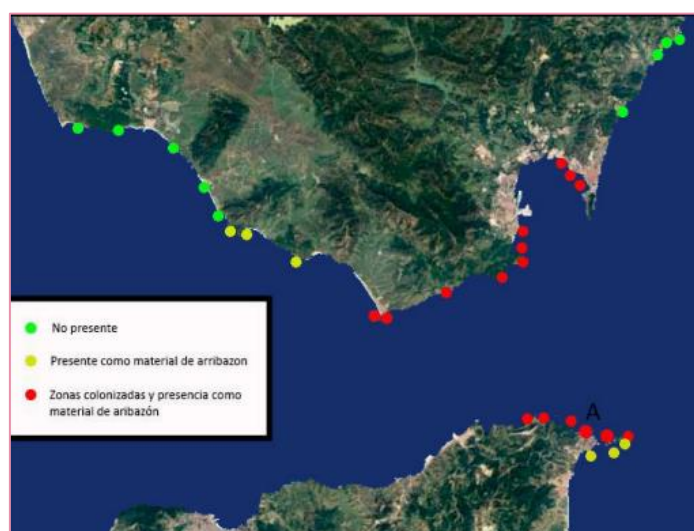 No presente
Presente como material de arribazon
Zonas colonizadas y presencia como
material de aribazón
A